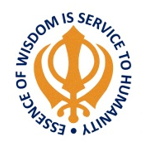 ESSENCE OF WISDOM IS SERVICE TO HUMANITY •